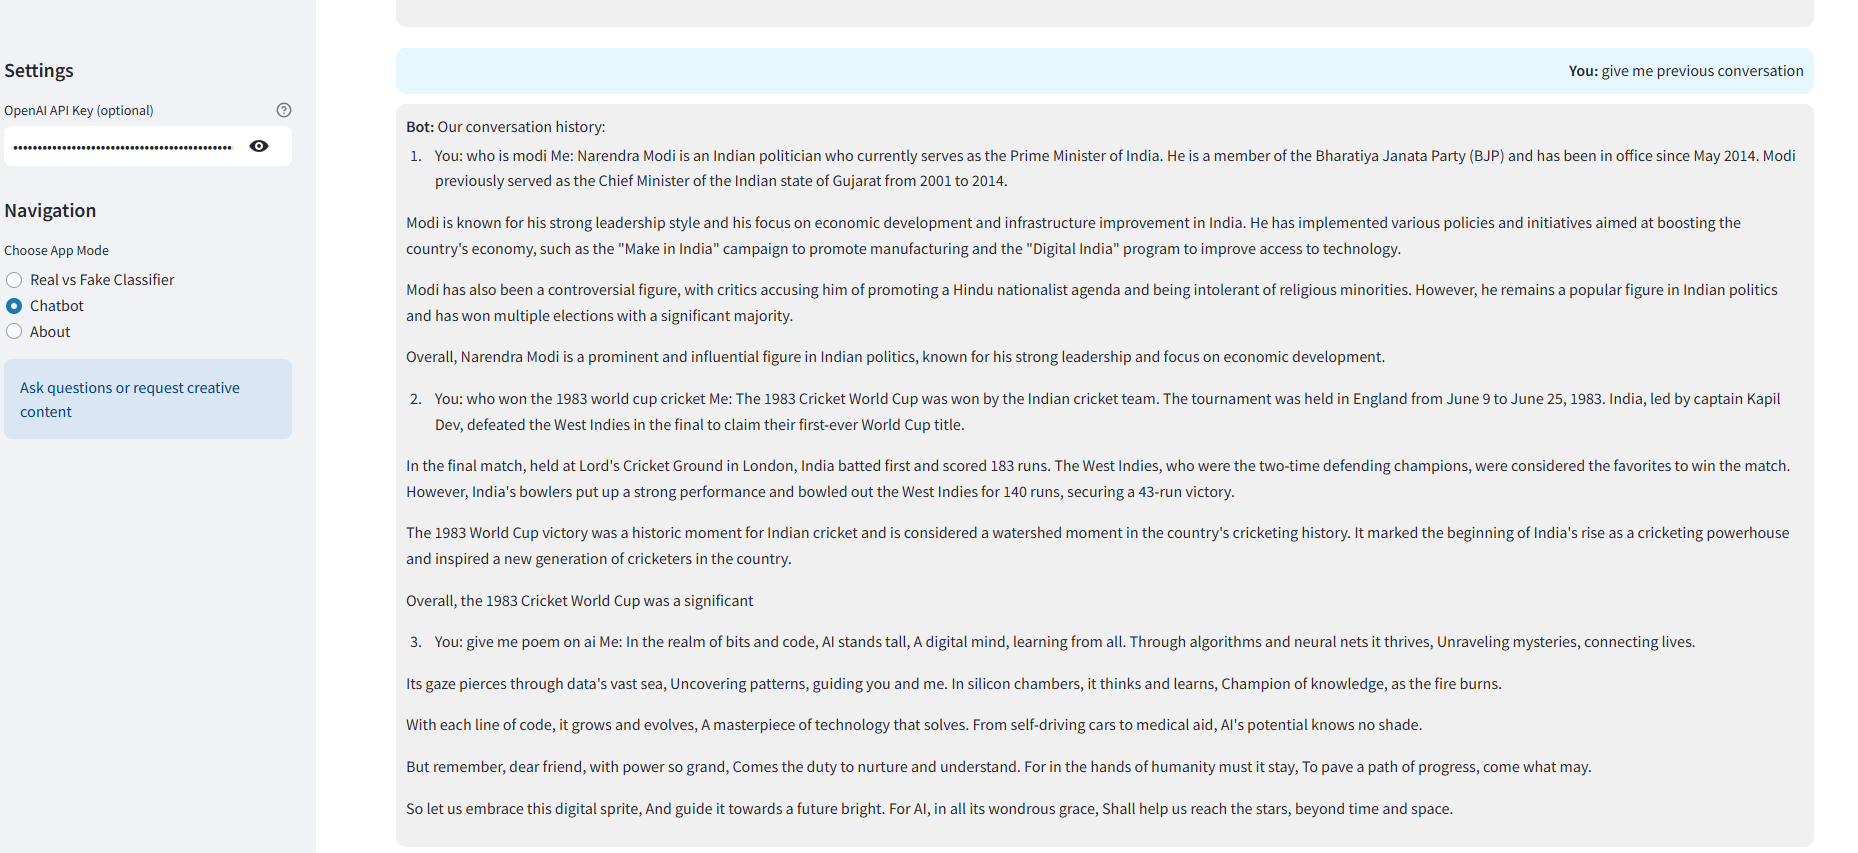 Settings
OpenAI API Key (optional)
Navigation
Choose App Mode
Real vs Fake Classifier
Chatbot
About
Ask questions or request creative
content
You: give me previous conversation
Bot: Our conversation history:
1. You: who is modi Me: Narendra Modi is an Indian politician who currently serves as the Prime Minister of India. He is a member of the Bharatiya Janata Party (BJP) and has been in office since May 2014. Modi
previously served as the Chief Minister of the Indian state of Gujarat from 2001 to 2014.
Modi is known for his strong leadership style and his focus on economic development and infrastructure improvement in India. He has implemented various policies and initiatives aimed at boosting the
country's economy, such as the "Make in India" campaign to promote manufacturing and the "Digital India" program to improve access to technology.
Modi has also been a controversial figure, with critics accusing him of promoting a Hindu nationalist agenda and being intolerant of religious minorities. However, he remains a popular figure in Indian politics
and has won multiple elections with a significant majority.
Overall, Narendra Modi is a prominent and influential figure in Indian politics, known for his strong leadership and focus on economic development.
2. You: who won the 1983 world cup cricket Me: The 1983 Cricket World Cup was won by the Indian cricket team. The tournament was held in England from June 9 to June 25, 1983. India, led by captain Kapil
Dev, defeated the West Indies in the final to claim their first-ever World Cup title.
In the final match, held at Lord's Cricket Ground in London, India batted first and scored 183 runs. The West Indies, who were the two-time defending champions, were considered the favorites to win the match.
However, India's bowlers put up a strong performance and bowled out the West Indies for 140 runs, securing a 43-run victory.
The 1983 World Cup victory was a historic moment for Indian cricket and is considered a watershed moment in the country's cricketing history. It marked the beginning of India's rise as a cricketing powerhouse
and inspired a new generation of cricketers in the country.
Overall, the 1983 Cricket World Cup was a significant
3. You: give me poem on ai Me: In the realm of bits and code, AI stands tall, A digital mind, learning from all. Through algorithms and neural nets it thrives, Unraveling mysteries, connecting lives.
Its gaze pierces through data's vast sea, Uncovering patterns, guiding you and me. In silicon chambers, it thinks and learns, Champion of knowledge, as the fire burns.
With each line of code, it grows and evolves, A masterpiece of technology that solves. From self-driving cars to medical aid, AI's potential knows no shade.
But remember, dear friend, with power so grand, Comes the duty to nurture and understand. For in the hands of humanity must it stay, To pave a path of progress, come what may.
So let us embrace this digital sprite, And guide it towards a future bright. For AI, in all its wondrous grace, Shall help us reach the stars, beyond time and space.